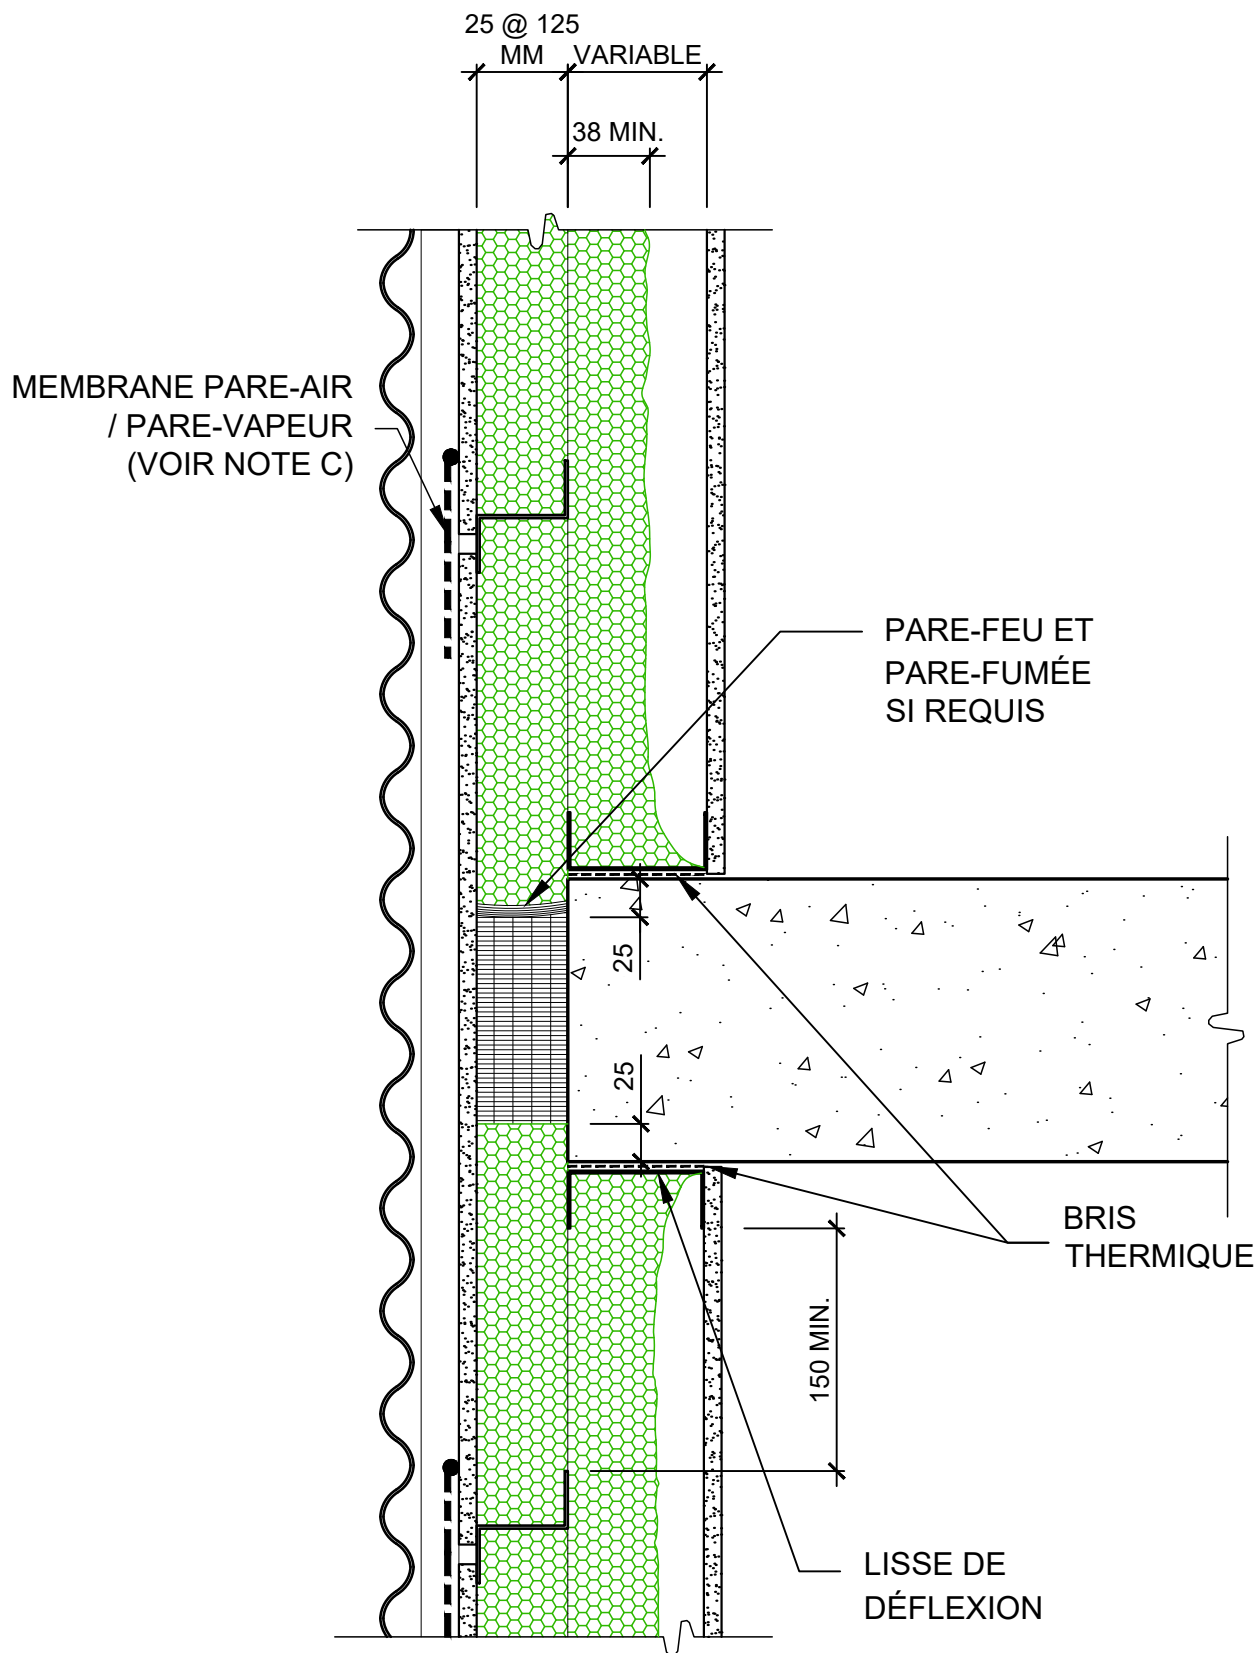 25 @ 125
MM
VARIABLE
38 MIN.
MEMBRANE PARE-AIR
/ PARE-VAPEUR
(VOIR NOTE C)
PARE-FEU ET
PARE-FUMÉE
SI REQUIS
25
25
BRIS
THERMIQUE
150 MIN.
LISSE DE
DÉFLEXION